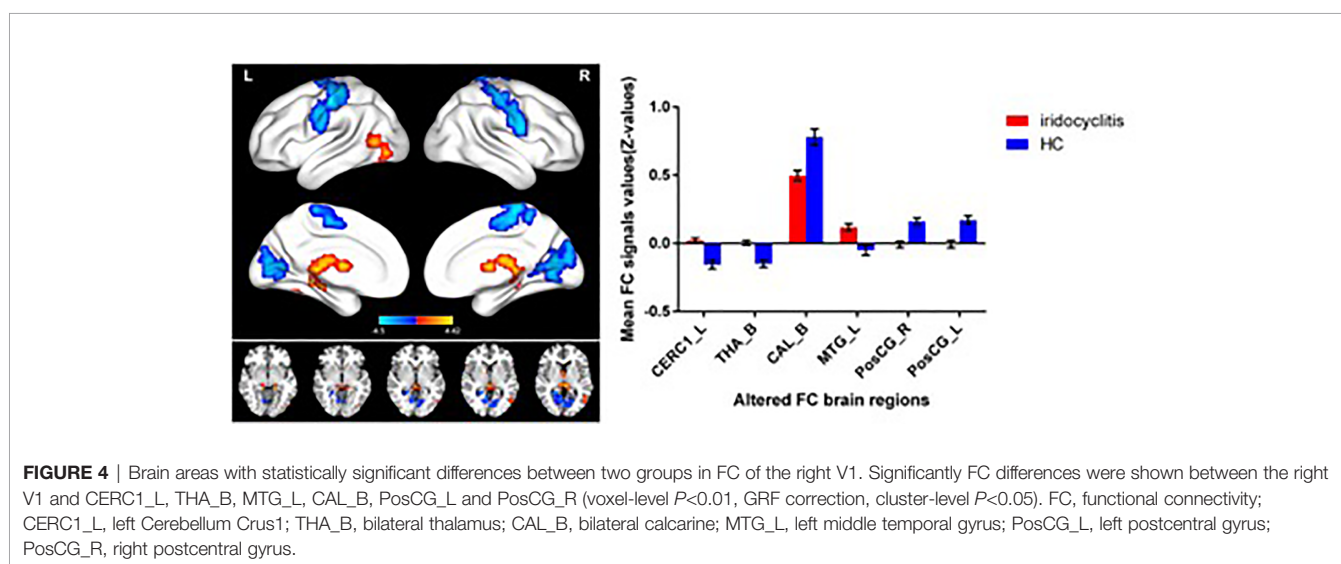 L
R
-4.5
4.42
Mean FC signals values(Z-values)
1.0
0.5
0.0
-0.5
CERC1_L
THA_B
CAL_B
MTG_L
PosCG_R
PosCG_L
Altered FC brain regions
iridocyclitis
HC
FIGURE 4 | Brain areas with statistically significant differences between two groups in FC of the right V1. Significantly FC differences were shown between the right
V1 and CERC1_L, THA_B, MTG_L, CAL_B, PosCG_L and PosCG_R (voxel-level P<0.01, GRF correction, cluster-level P<0.05). FC, functional connectivity;
CERC1_L, left Cerebellum Crus1; THA_B, bilateral thalamus; CAL_B, bilateral calcarine; MTG_L, left middle temporal gyrus; PosCG_L, left postcentral gyrus;
PosCG_R, right postcentral gyrus.